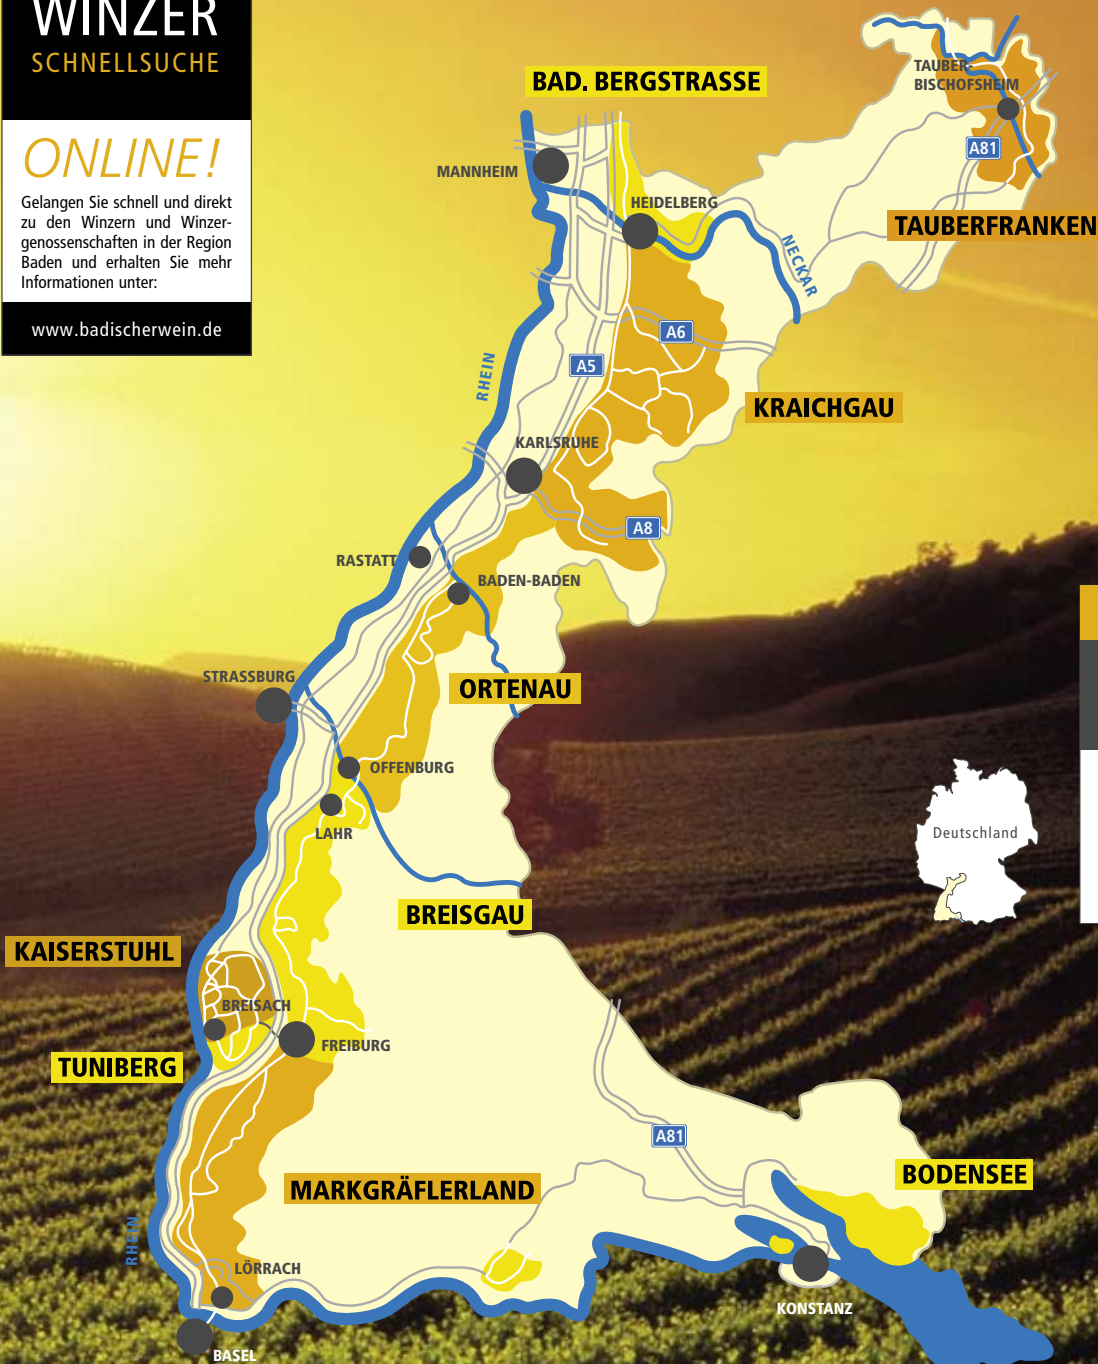 WINZER
SCHNELLSUCHE
ONLINE!
Gelangen Sie schnell und direkt
zu den Winzern und Winzer-
genossenschaften in der Region
Baden und erhalten Sie mehr
Informationen unter:
www.badischerwein.de
TAUBER-
BISCHOFSHEIM
BAD. BERGSTRASSE
A81
MANNHEIM
HEIDELBERG
TAUBERFRANKEN
NECKAR
A6
A5
RHEIN
KRAICHGAU
KARLSRUHE
A8
RASTATT
BADEN-BADEN
STRASSBURG
ORTENAU
OFFENBURG
LAHR
Deutschland
BREISGAU
KAISERSTUHL
BREISACH
FREIBURG
TUNIBERG
A81
BODENSEE
MARKGRÄFLERLAND
RHEIN
LÖRRACH
KONSTANZ
BASEL